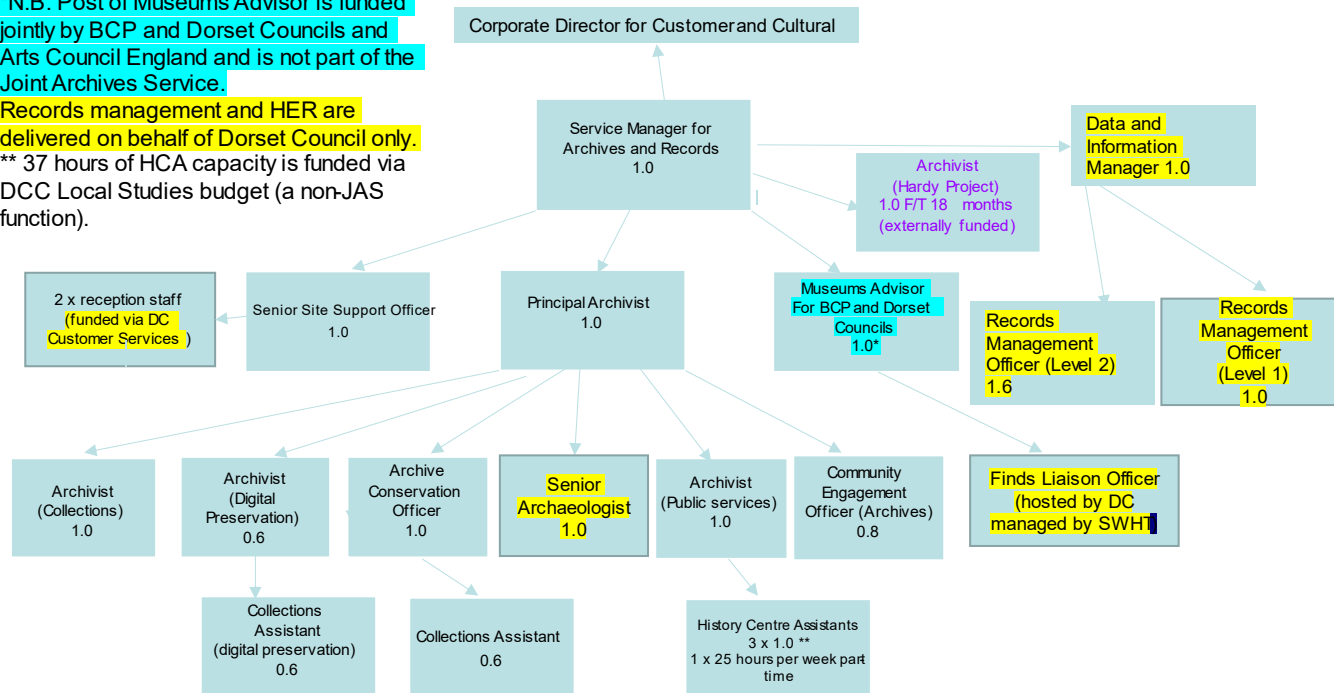 *N.B. Post of Museums Advisor is funded
jointly by BCP and Dorset Councils and
Arts Council England and is not part of the
Joint Archives Service.
Records management and HER are
delivered on behalf of Dorset Council only.
** 37 hours of HCA capacity is funded via
DCC Local Studies budget (a non-JAS
function).
Corporate Director for Customer and Cultural
Service Manager for
Archives and Records
1.0
Archivist
(Hardy Project)
1.0 F/T 18 months
(externally funded)
Data and
Information
Manager 1.0
2 x reception staff
(funded via DC
Customer Services )
Senior Site Support Officer
1.0
Principal Archivist
1.0
Museums Advisor
For BCP and Dorset
Councils
1.0*
Records
Management
Officer (Level 2)
1.6
Records
Management
Officer
(Level 1)
1.0
Archivist
(Collections)
1.0
Archivist
(Digital
Preservation)
0.6
Archive
Conservation
Officer
1.0
Senior
Archaeologist
1.0
Archivist
(Public services)
1.0
Community
Engagement
Officer (Archives)
0.8
Finds Liaison Officer
(hosted by DC
managed by SWHT
Collections
Assistant
(digital preservation)
0.6
Collections Assistant
0.6
History Centre Assistants
3 x 1.0 **
1 x 25 hours per week part
time